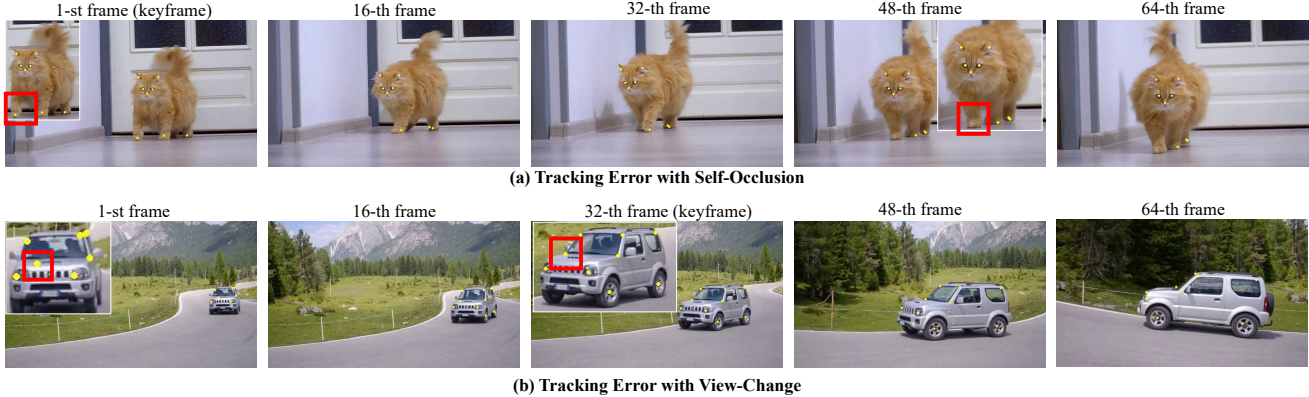 1-st frame (keyframe) 16-th frame 32-th frame 48-th frame 64-th frame
(a) Tracking Error with Self-Occlusion
1-st frame 16-th frame 32-th frame (keyframe) 48-th frame 64-th frame
(b) Tracking Error with View-Change